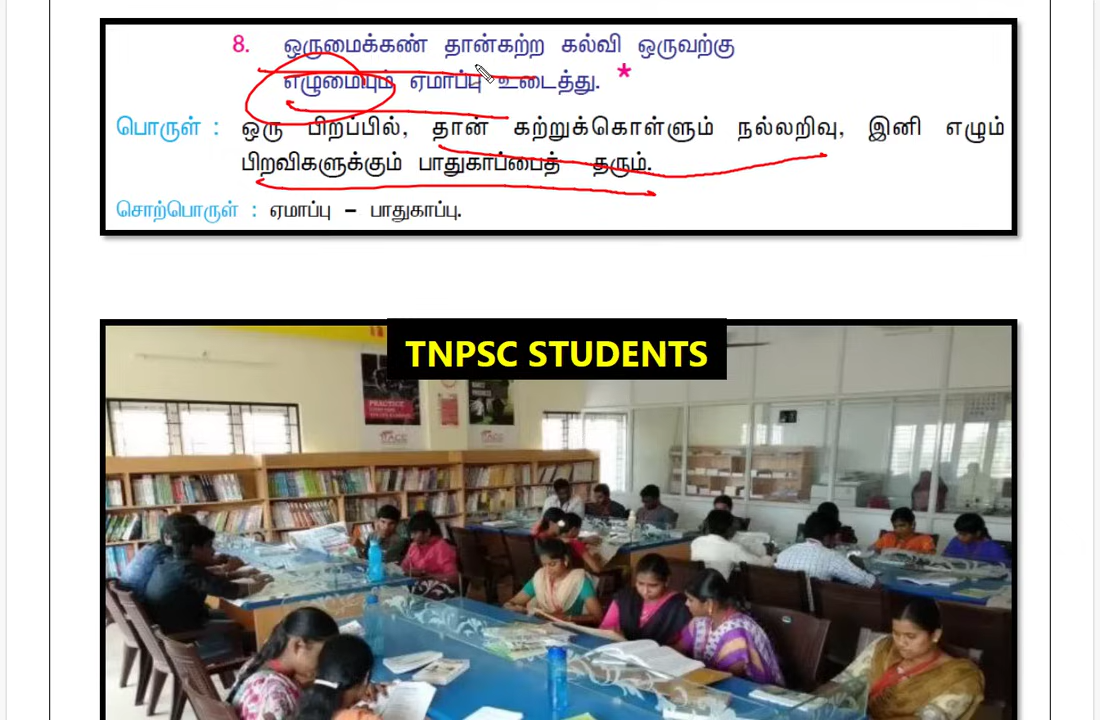 8. ஒருமைக்கண் தான்கற்ற கல்வி ஒருவற்கு
எழுமையும் ஏமாப்பு உடைத்து. *
பொருள் : ஒரு பிறப்பில், தான் கற்றுக்கொள்ளும் நல்லறிவு, இனி எழும்
பிறவிகளுக்கும் பாதுகாப்பைத் தரும்.
சொற்பொருள் : ஏமாப்பு – பாதுகாப்பு.
TNPSC STUDENTS
PRACTICE